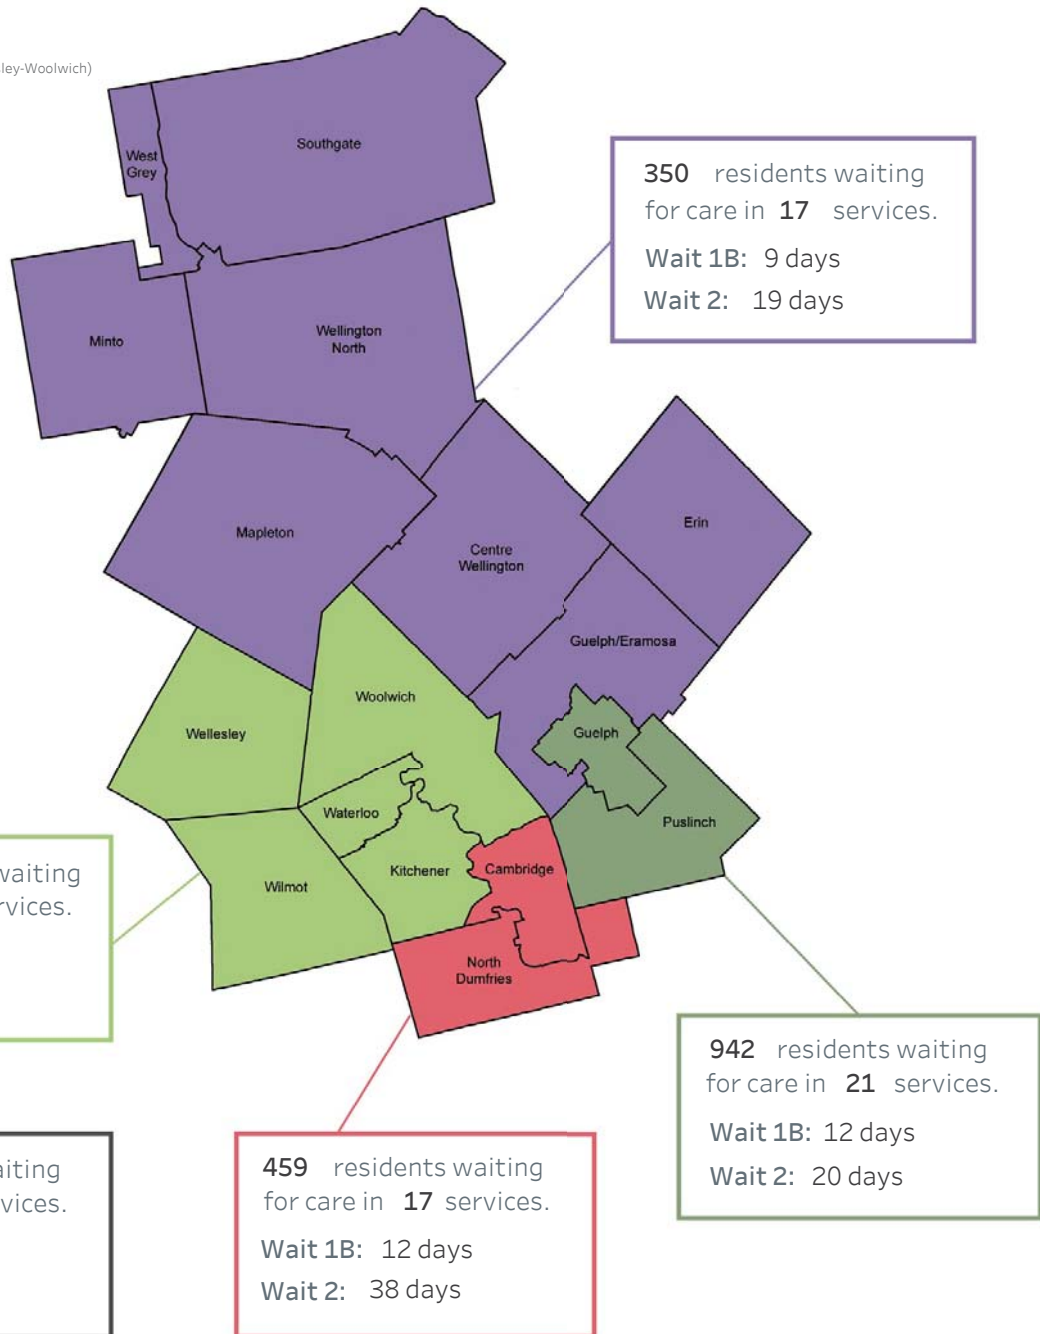 ley-Woolwich)
Southgate
West
Grey
350 residents waiting
for care in 17 services.
Wait 1B: 9 days
Wait 2: 19 days
Minto
Wellington
North
Erin
Mapleton
Centre
Wellington
Guelph/Eramosa
Woolwich
Wellesley
Guelph
Waterloo
Puslinch
Kitchener
Cambridge
Wilmot
waiting
rvices.
North
Dumfries
942 residents waiting
for care in 21 services.
Wait 1B: 12 days
Wait 2: 20 days
aiting
vices.
459 residents waiting
for care in 17 services.
Wait 1B: 12 days
Wait 2: 38 days